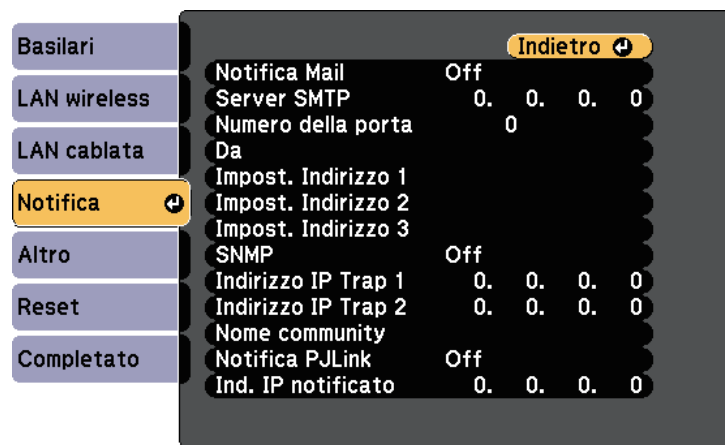 Basilari
LAN wireless
LAN cablata
Notifica
Altro
Reset
Completato
Indietro
Notifica Mail Off
Server SMTP 0. 0. 0. 0
Numero della porta 0
Da
Impost. Indirizzo 1
Impost. Indirizzo 2
Impost. Indirizzo 3
SNMP Off
Indirizzo IP Trap 1 0. 0. 0. 0
Indirizzo IP Trap 2 0. 0. 0. 0
Nome community
Notifica PJLink Off
Ind. IP notificato 0. 0. 0. 0